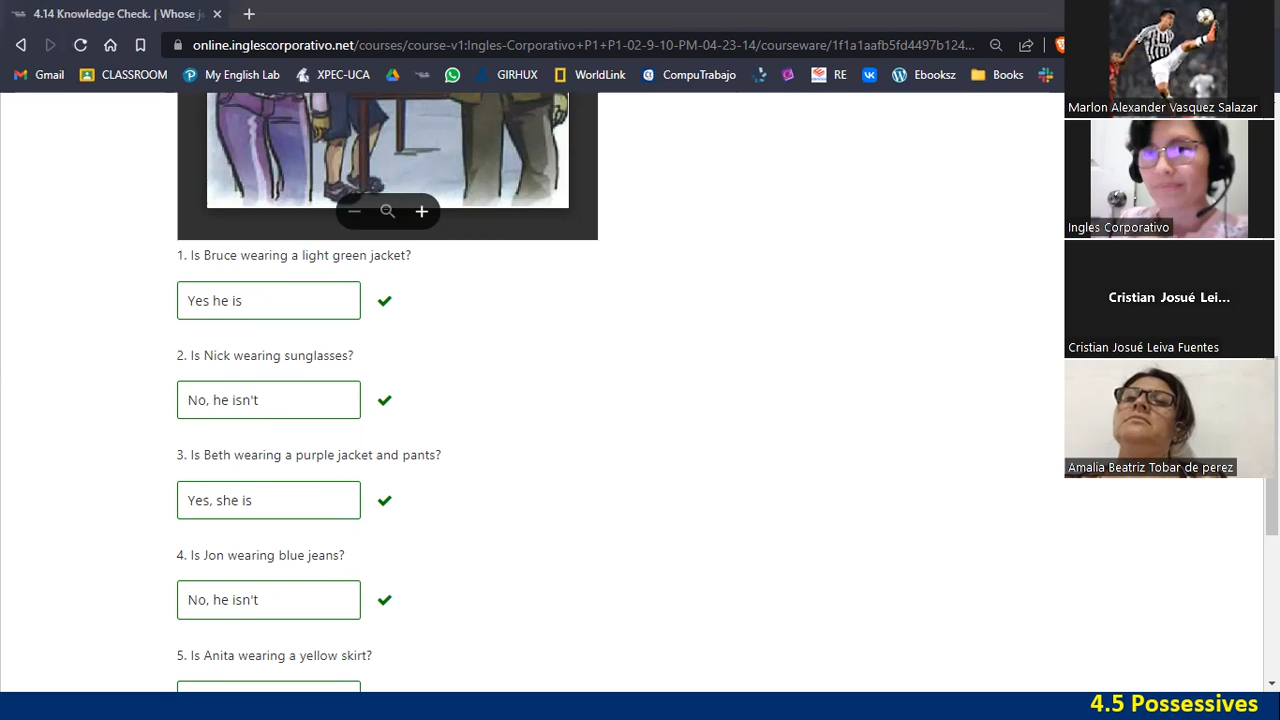 4.14 Knowledge Check. | Whose j
online.inglescorporativo.net/courses/course-v1:Ingles-Corporativo+P1+P1-02-9-10-PM-04-23-14/courseware/1f1a1aafb5fd4497b124...
Gmail CLASSROOM My English Lab XPEC-UCA GIRHUX WorldLink CompuTrabajo RE Ebooksz Books
Marlon Alexander Vasquez Salazar
Ingles Corporativo
Cristian Josué Lei...
Cristian Josué Leiva Fuentes
Amalia Beatriz Tobar de perez
1. Is Bruce wearing a light green jacket?
Yes he is
2. Is Nick wearing sunglasses?
No, he isn't
3. Is Beth wearing a purple jacket and pants?
Yes, she is
4. Is Jon wearing blue jeans?
No, he isn't
5. Is Anita wearing a yellow skirt?
4.5 Possessives